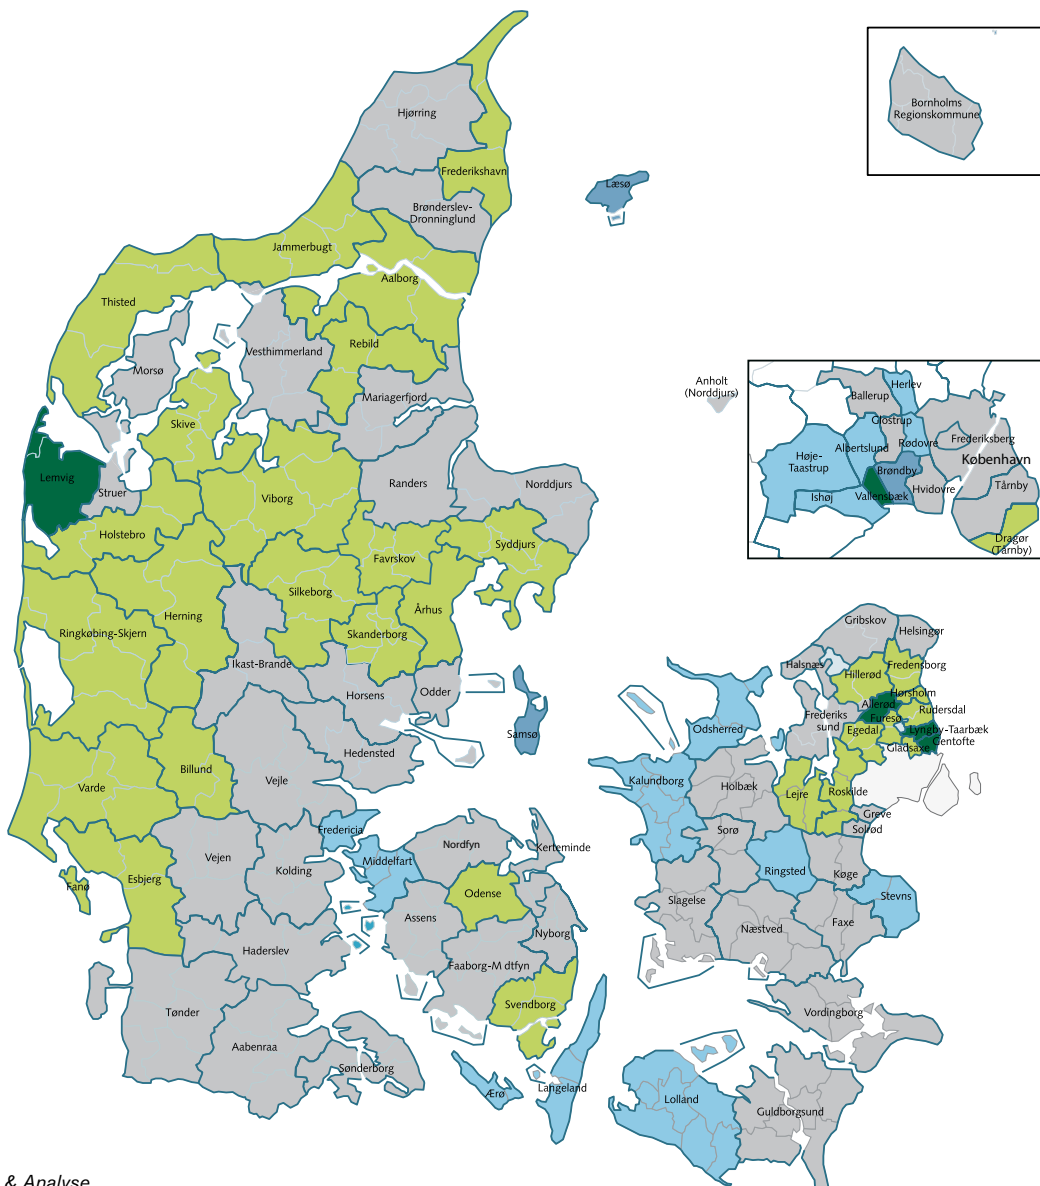 Hjørring
Bornholms
Regionskommune
Frederikshavn
Læsø
Brønderslev-
Dronninglund
Jammerbugt
Aalborg
Thisted
Rebild
Vesthimmerland
Morsø
Mariagerfjord
Anholt
(Norddjurs)
Skive
Lemvig
Struer
Randers
Norddjurs
Viborg
Holstebro
Syddjurs
Favrskov
Silkeborg
Århus
Herning
Skanderborg
Ringkøbing-Skjern
Ikast-Brande
Horsens
Odder
Samsø
Hedensted
Billund
Vejle
Varde
Fredericia
Vejen
Middelfart
Nordfyn
Kerteminde
Kolding
Esbjerg
Fanø
Odense
Assens
Nyborg
Haderslev
Faaborg-M dtfyn
Svendborg
Tønder
Aabenraa
Sønderborg
Ærø
Langeland
Herlev
Ballerup
Glostrup
Albertslund
Rødovre
Frederiksberg
København
Høje-
Taastrup
Brøndby
Tårnby
Ishøj
Vallensbæk
Hvidovre
Dragør
(Tårnby)
Gribskov
Helsingør
Halsnæs
Hillerød
Fredensborg
Hørsholm
Allerød
Rudersdal
Frederiks
sund
Furesø
Egedal
Lyngby-Taarbæk
Gentofte
Gladsaxe
Odsherred
Kalundborg
Holbæk
Lejre
Roskilde
Greve
Solrød
Sorø
Ringsted
Køge
Slagelse
Stevns
Næstved
Faxe
Vordingborg
Lolland
Guldborgsund
& Analyse